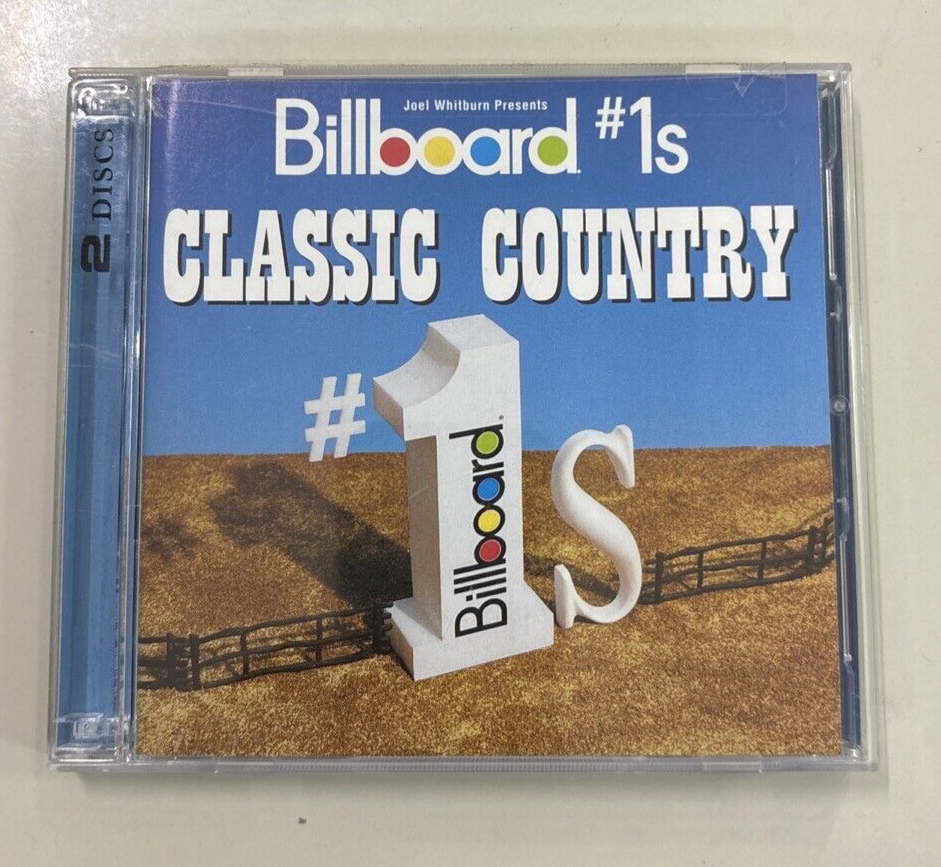 Joel Whitburn Presents
Billboard #1s
CLASSIC COUNTRY
#1s
Billboard
2 DISCS